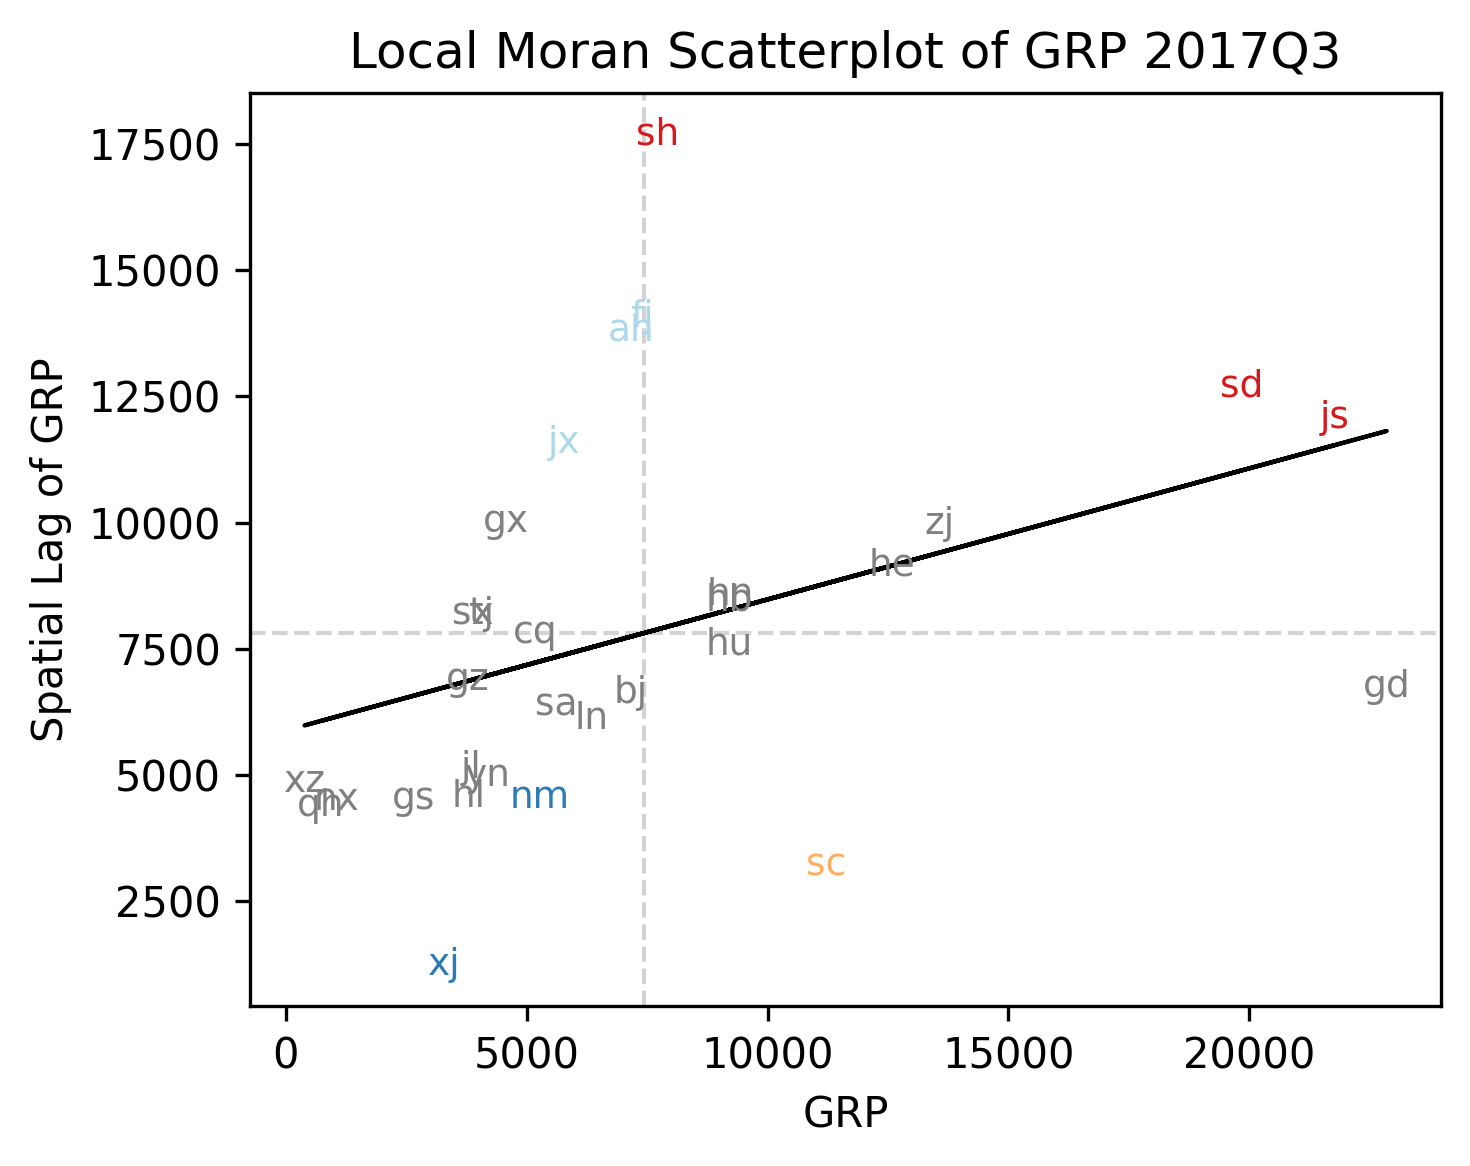 Local Moran Scatterplot of GRP 2017Q3
17500
15000
12500
10000
7500
5000
2500
Spatial Lag of GRP
0 5000 10000 15000 20000
GRP
sh
fj
ah
sd
js
jx
gx
zj
he
hn
hb
sx tj
cq
hu
gz
bj
gd
sa
ln
jl
yn
xz
qh
nx
gs
hl
nm
sc
xj